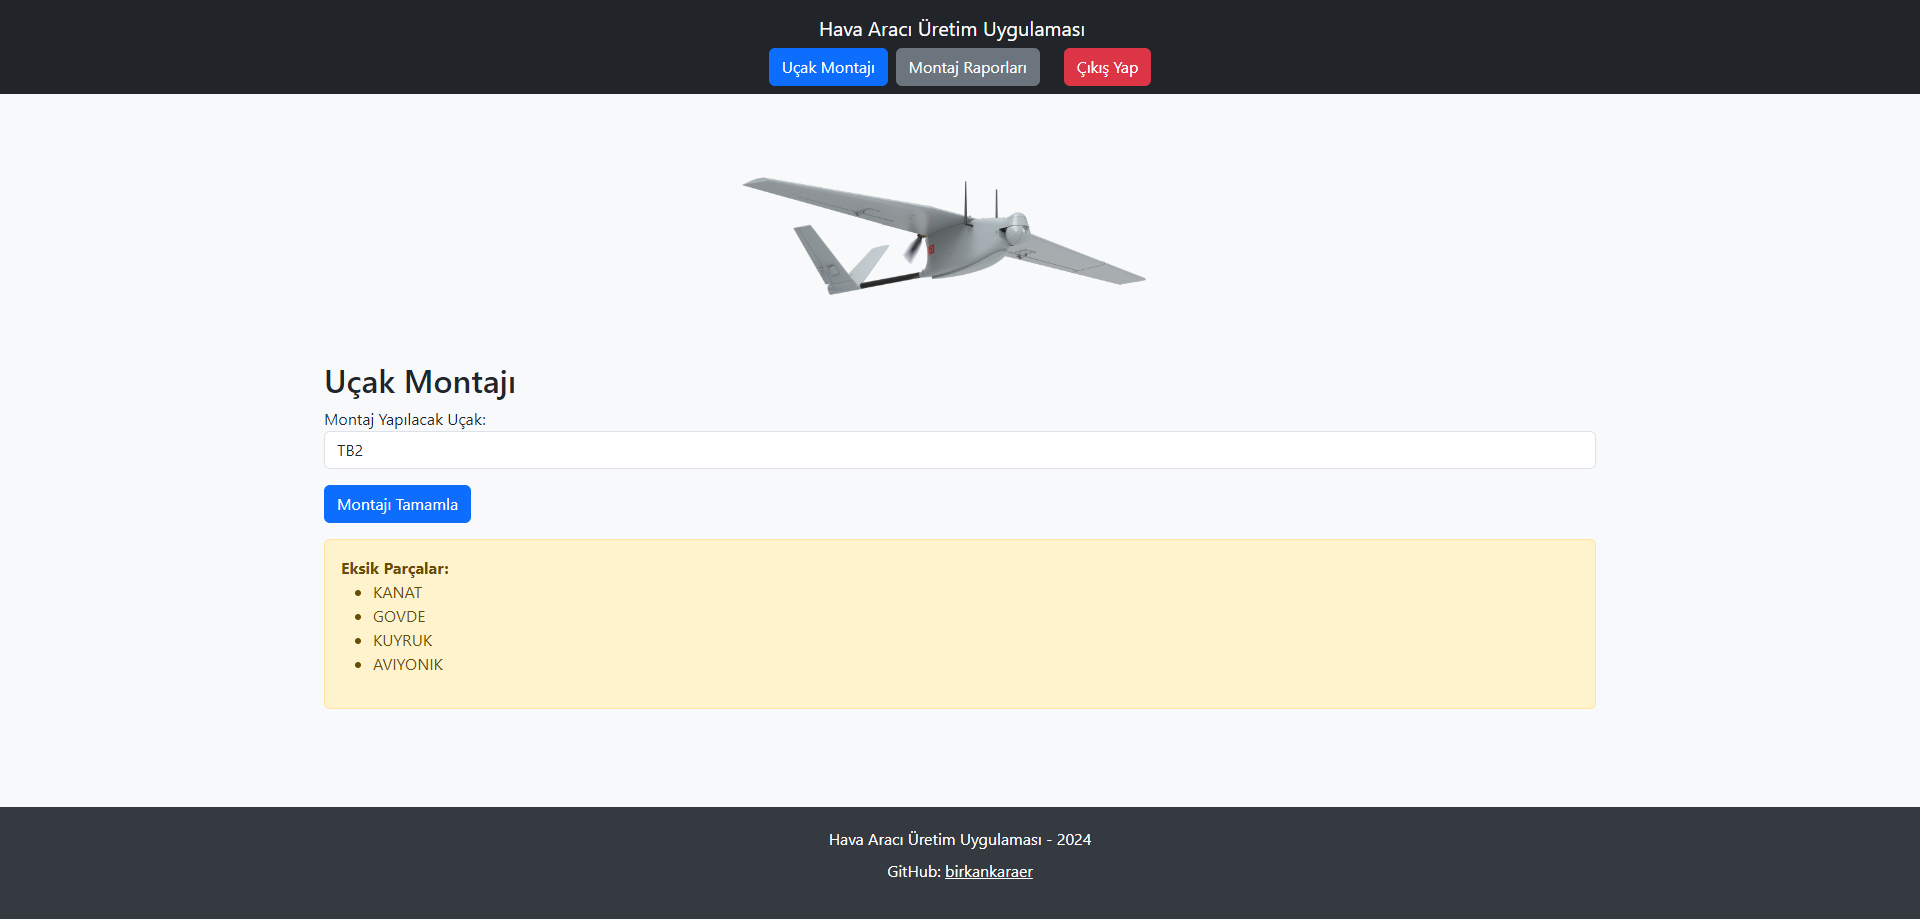 Hava Aracı Üretim Uygulaması
Uçak Montajı Montaj Raporları Çıkış Yap
Uçak Montajı
Montaj Yapılacak Uçak:
TB2
Montajı Tamamla
Eksik Parçalar:
KANAT
GOVDE
KUYRUK
AVIYONIK
Hava Aracı Üretim Uygulaması - 2024
GitHub: birkankaraer